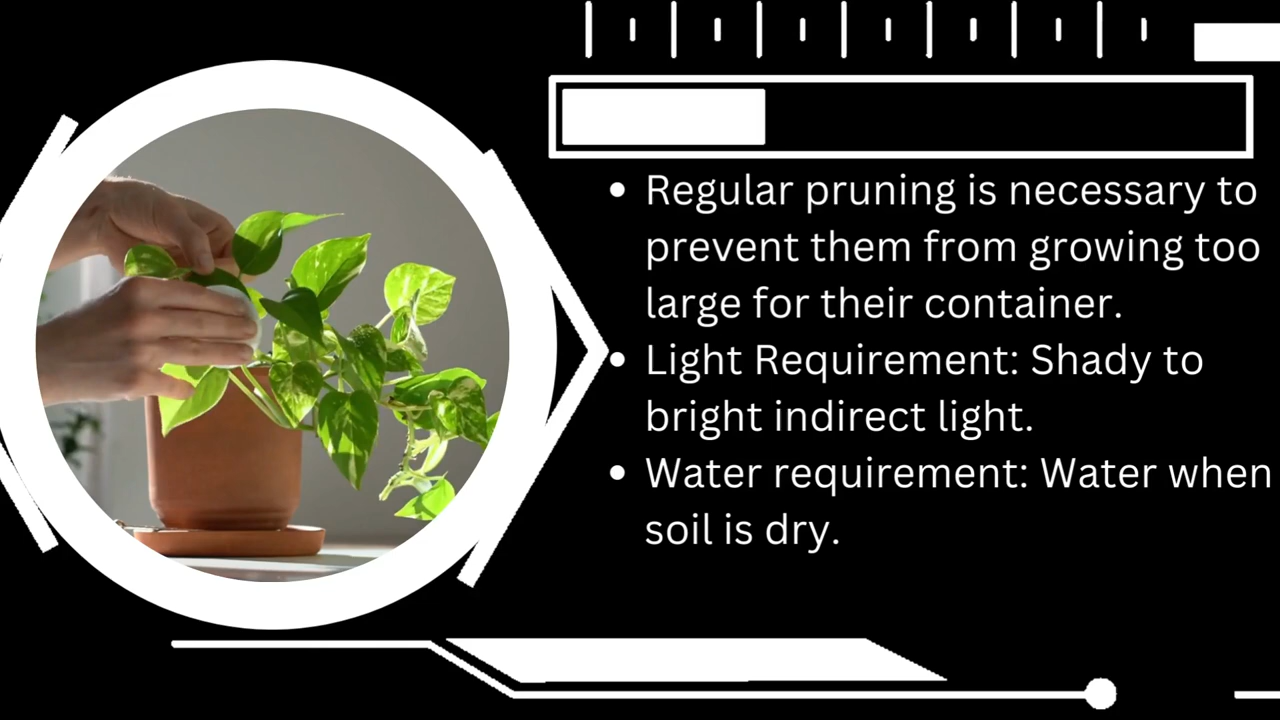 Regular pruning is necessary to
prevent them from growing too
large for their container.
Light Requirement: Shady to
bright indirect light.
Water requirement: Water when
soil is dry.